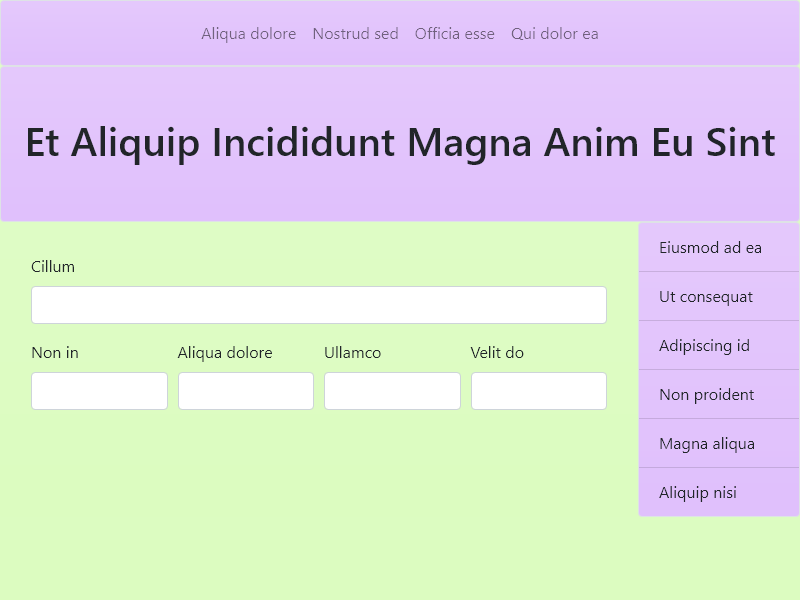 Aliqua dolore Nostrud sed Officia esse Qui dolor ea
Et Aliquip Incididunt Magna Anim Eu Sint
Cillum
Non in Aliqua dolore Ullamco Velit do
Eiusmod ad ea
Ut consequat
Adipiscing id
Non proident
Magna aliqua
Aliquip nisi